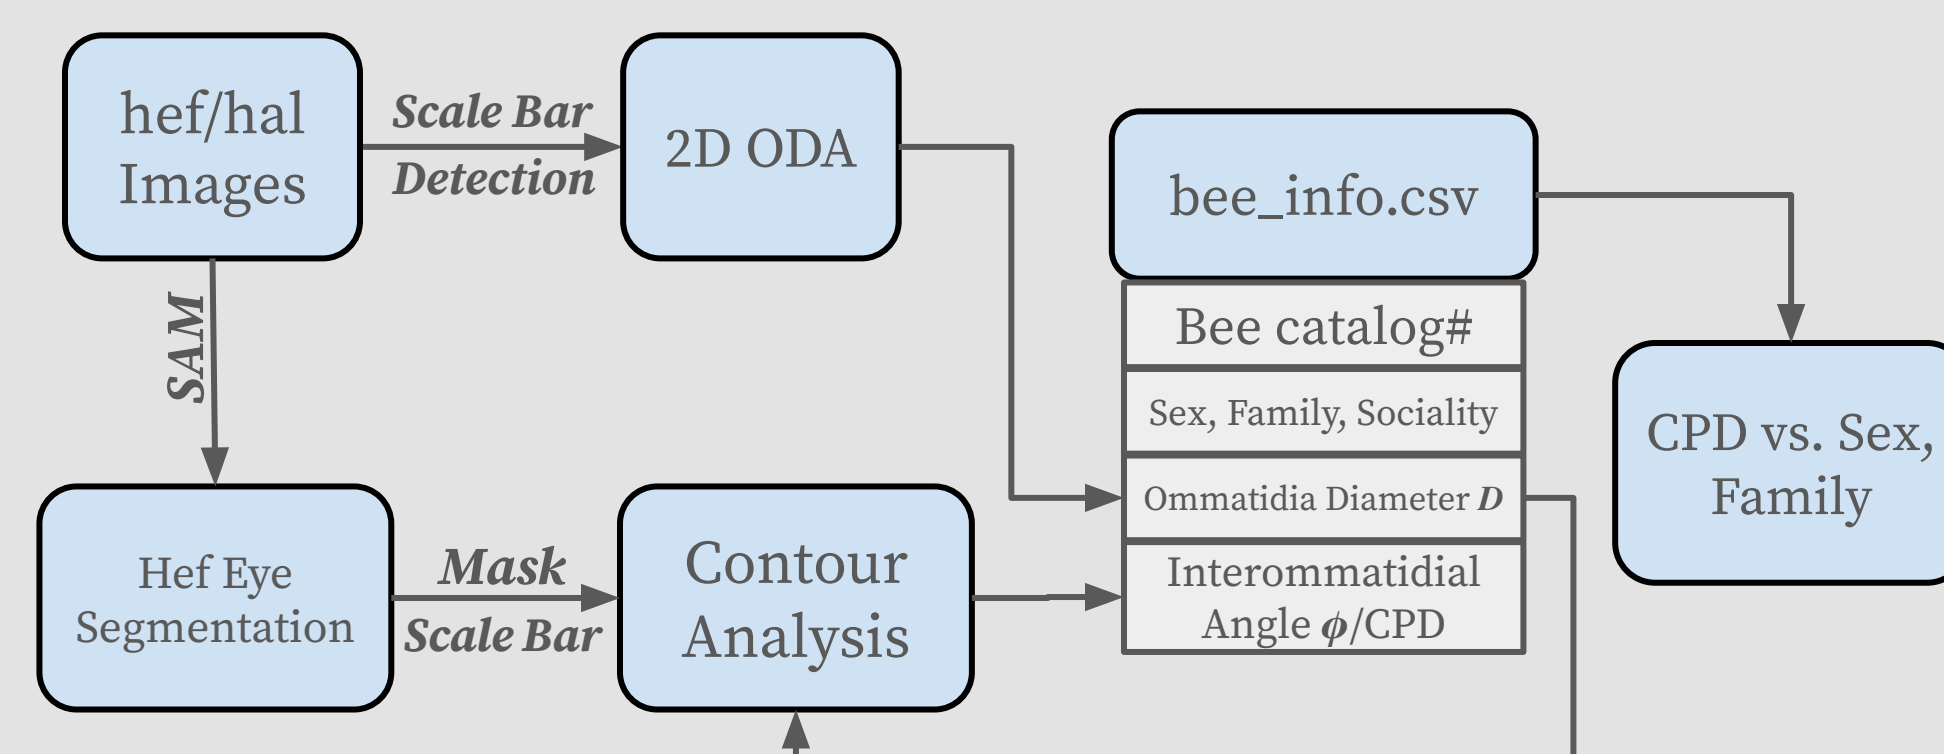 hef/hal
Images
Scale Bar
Detection
2D ODA
bee_info.csv
Bee catalog#
Sex, Family, Sociality
Ommatidia Diameter D
Interommatidial
Angle ϕ/CPD
CPD vs. Sex,
Family
SAM
Hef Eye
Segmentation
Mask
Scale Bar
Contour
Analysis